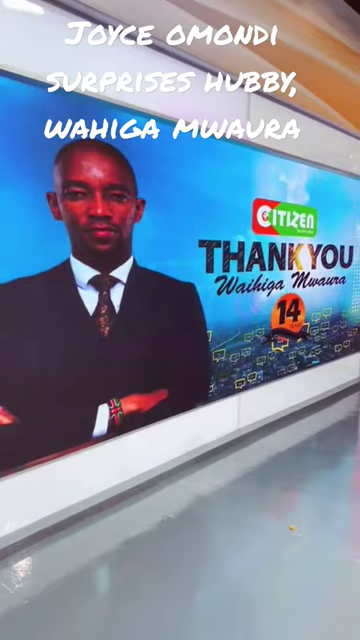 Joyce omondi
surprises hubby,
wahiga mwaura
CITIZEN
THANK YOU
Waihiga Mwaura
14